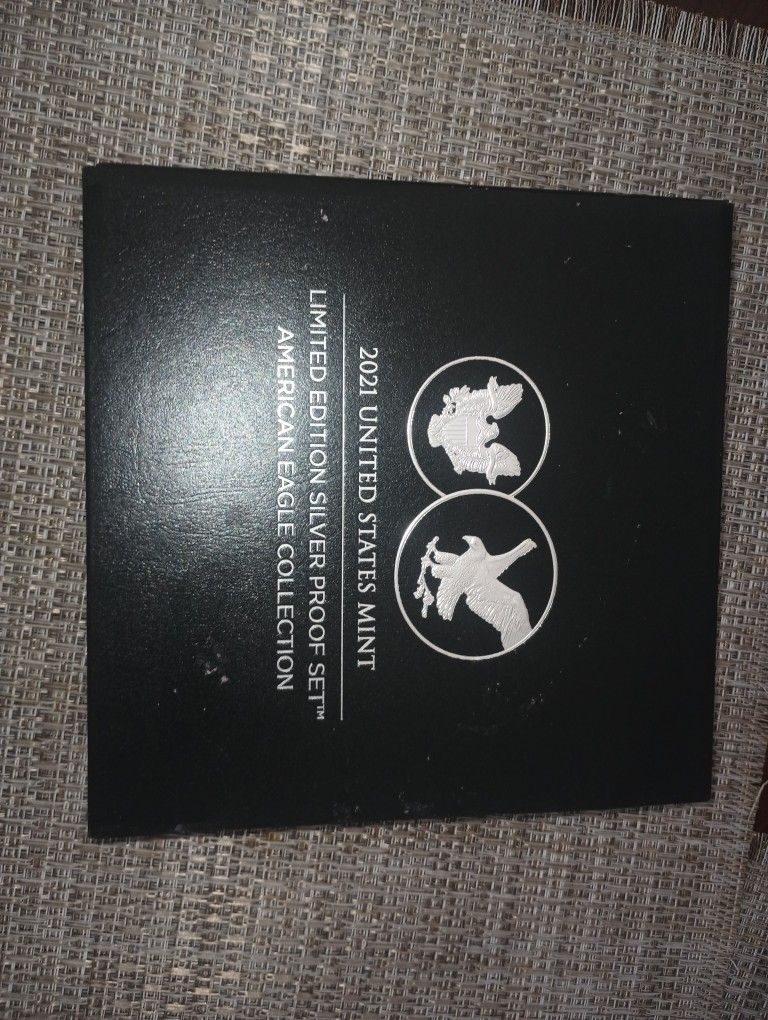 2021 UNITED STATES MINT
LIMITED EDITION SILVER PROOF SET™
AMERICAN EAGLE COLLECTION